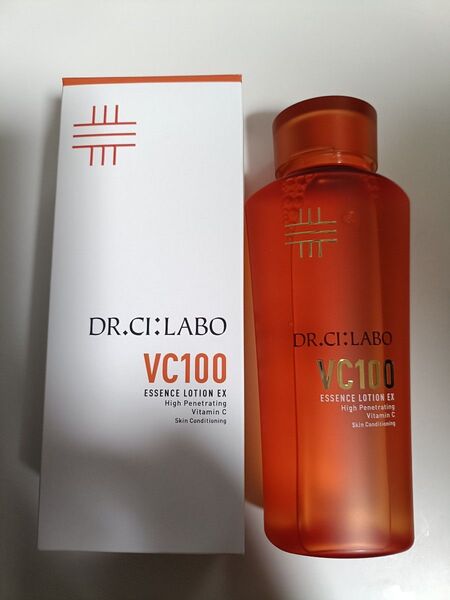 DR.CI:LABO
VC100
ESSENCE LOTION EX
High Penetrating
Vitamin C
Skin Conditioning
DR.CI:LABO
VC100
ESSENCE LOTION EX
High Penetrating
Vitamin C
Skin Conditioning